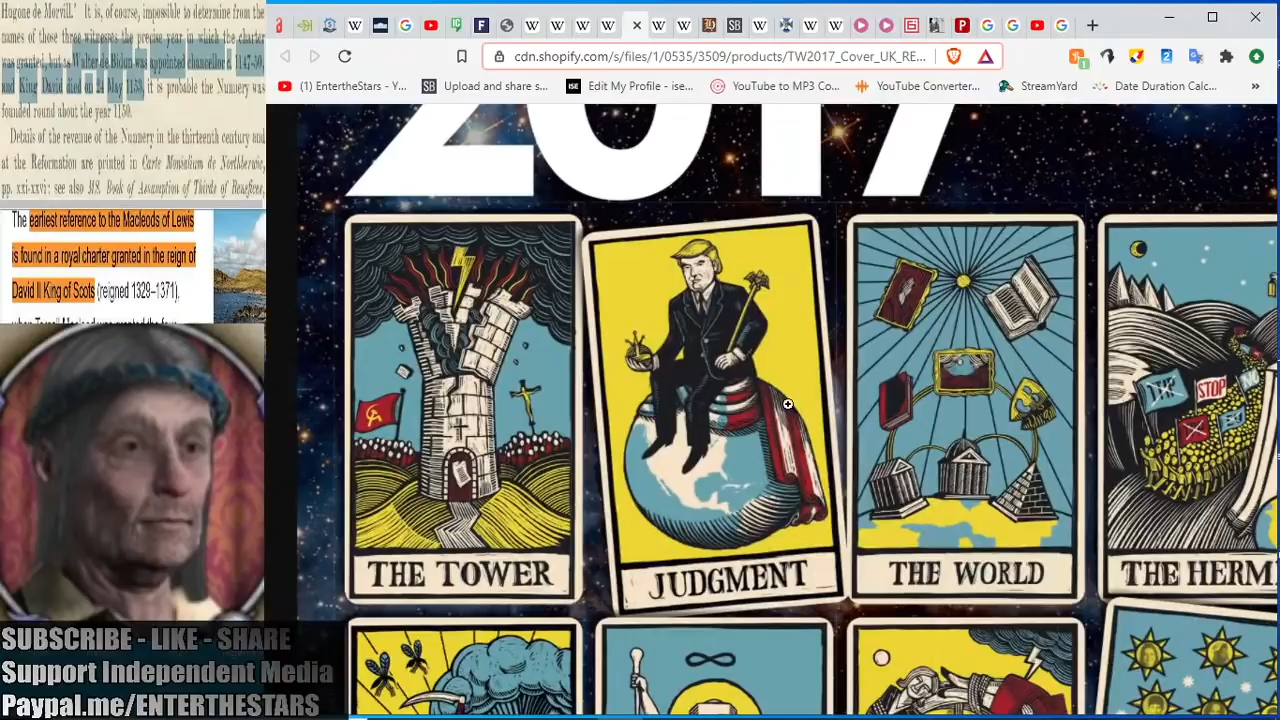 Hugone de Morvill.' It is, of course, impossible to determine from the
names of those three witnesses the precise year in which the charter
was granted, but as Walter de Bidun was appointed chancellor
and King David died on 24 May 1153, it is probable the Nunnery was
founded round about the year 1150.
Details of the revenue of the Nunnery in the thirteenth century and
at the Reformation are printed in Carte Monialium de Northberwic,
pp. xxi-xxvi: see also MS. Book of Assumption of Thirds of Benefices,
The earliest reference to the Macleods of Lewis
is found in a royal charter granted in the reign of
David II King of Scots (reigned 1329–1371),
SUBSCRIBE - LIKE - SHARE
Support Independent Media
Paypal.me/ENTERTHESTARS
cdn.shopify.com/s/files/1/0535/3509/products/TW2017_Cover_UK_RE...
(1) EntertheStars - Y...
Upload and share s...
Edit My Profile - ise...
YouTube to MP3 Co...
YouTube Converter...
StreamYard
Date Duration Calc...
»
2017
STOP
THE TOWER
JUDGMENT
THE WORLD
THE HERMI